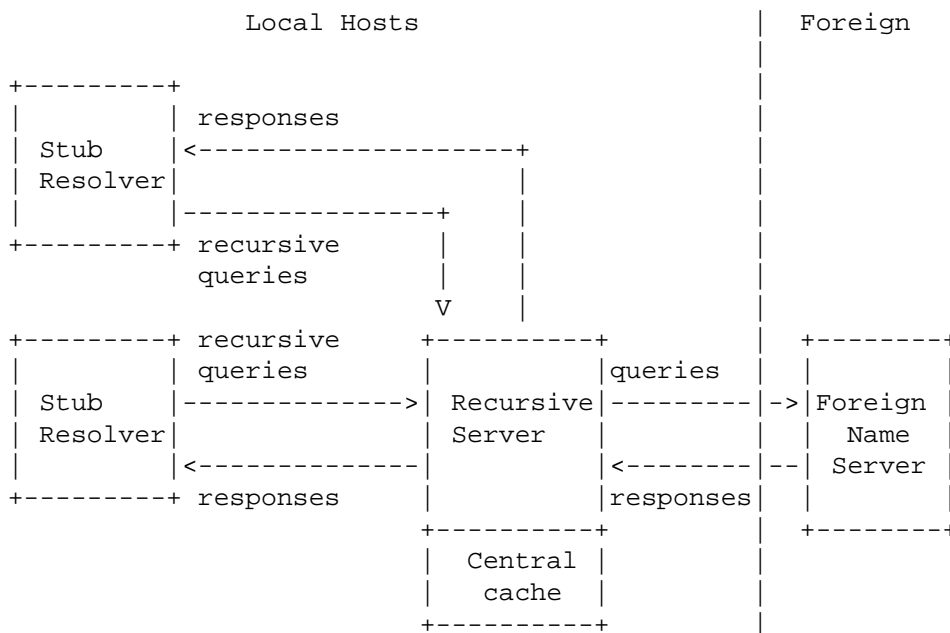 Local Hosts | Foreign
responses
Stub
Resolver
recursive
queries
V
recursive
queries queries
Stub Recursive Foreign
Resolver Server Name
Server
responses responses
Central
cache